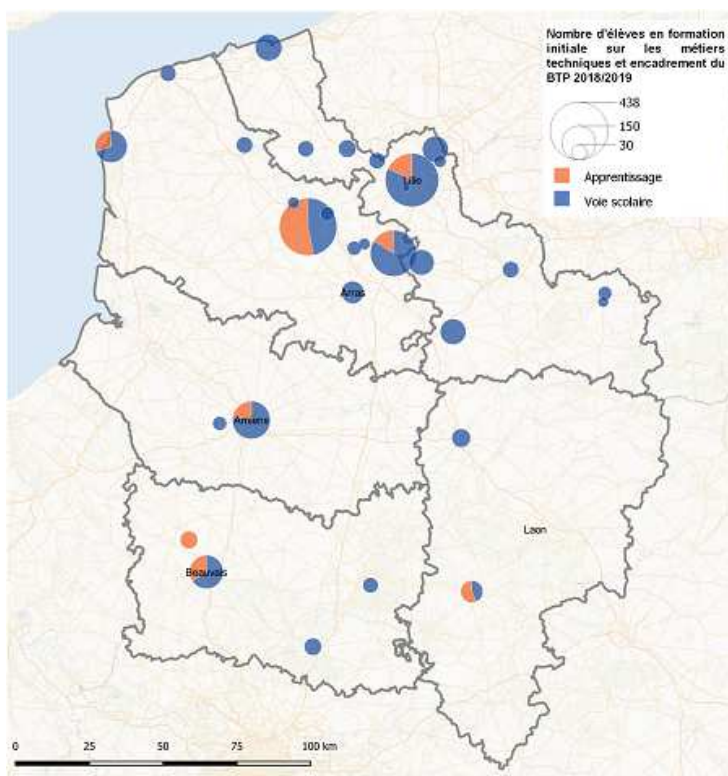 Nombre d'élèves en formation
initiale sur les métiers
techniques et encadrement du
BTP 2018/2019
438
150
30
Apprentissage
Voie scolaire
Lille
Arras
Amiens
Laon
Beauvais
0 25 50 75 100 km